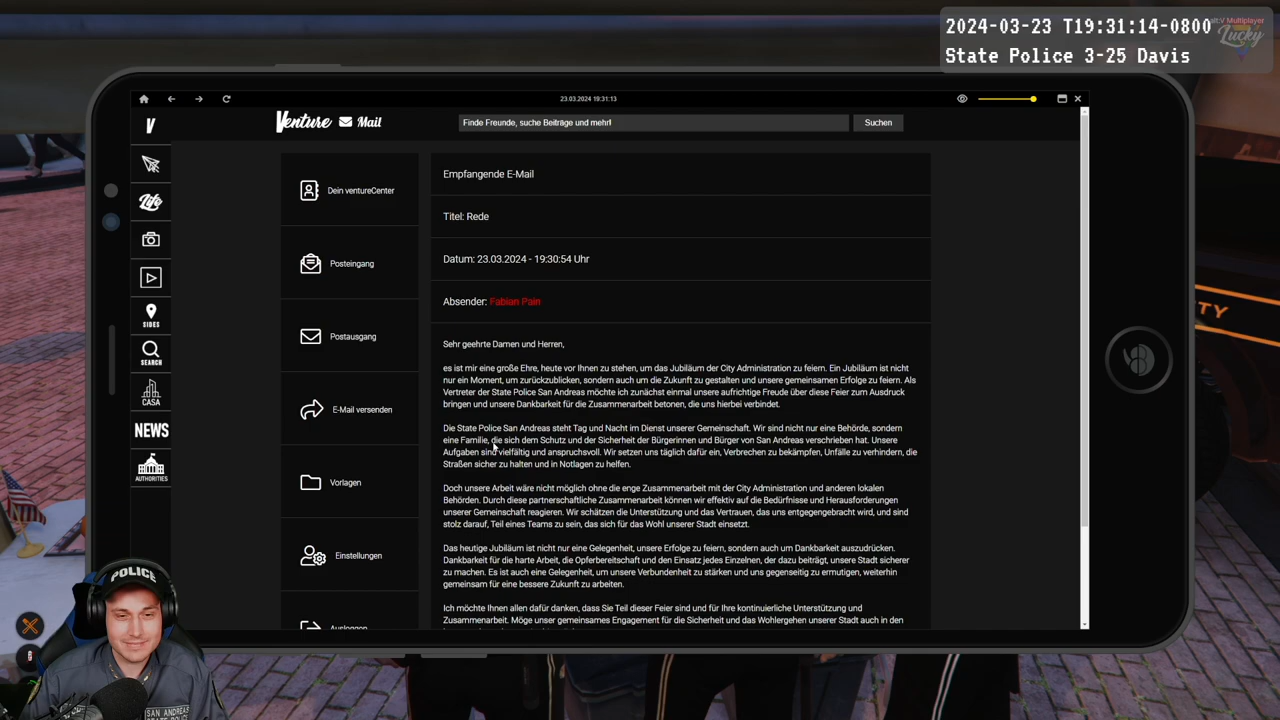 2024-03-23 T19:31:14-0800
State Police 3-25 Davis
Lucky
23.03.2024 19:31:13
V
Venture Mail
Finde Freunde, suche Beiträge und mehr!
Suchen
Life
SIDES
SEARCH
CASA
NEWS
AUTHORITIES
Dein ventureCenter
Posteingang
Postausgang
E-Mail versenden
Vorlagen
Einstellungen
Ausloggen
Empfangende E-Mail
Titel: Rede
Datum: 23.03.2024 - 19:30:54 Uhr
Absender: Fabian Pain
Sehr geehrte Damen und Herren,
es ist mir eine große Ehre, heute vor Ihnen zu stehen, um das Jubiläum der City Administration zu feiern. Ein Jubiläum ist nicht
nur ein Moment, um zurückzublicken, sondern auch um die Zukunft zu gestalten und unsere gemeinsamen Erfolge zu feiern. Als
Vertreter der State Police San Andreas möchte ich zunächst einmal unsere aufrichtige Freude über diese Feier zum Ausdruck
bringen und unsere Dankbarkeit für die Zusammenarbeit betonen, die uns hierbei verbindet.
Die State Police San Andreas steht Tag und Nacht im Dienst unserer Gemeinschaft. Wir sind nicht nur eine Behörde, sondern
eine Familie, die sich dem Schutz und der Sicherheit der Bürgerinnen und Bürger von San Andreas verschrieben hat. Unsere
Aufgaben sind vielfältig und anspruchsvoll. Wir setzen uns täglich dafür ein, Verbrechen zu bekämpfen, Unfälle zu verhindern, die
Straßen sicher zu halten und in Notlagen zu helfen.
Doch unsere Arbeit wäre nicht möglich ohne die enge Zusammenarbeit mit der City Administration und anderen lokalen
Behörden. Durch diese partnerschaftliche Zusammenarbeit können wir effektiv auf die Bedürfnisse und Herausforderungen
unserer Gemeinschaft reagieren. Wir schätzen die Unterstützung und das Vertrauen, das uns entgegengebracht wird, und sind
stolz darauf, Teil eines Teams zu sein, das sich für das Wohl unserer Stadt einsetzt.
Das heutige Jubiläum ist nicht nur eine Gelegenheit, unsere Erfolge zu feiern, sondern auch um Dankbarkeit auszudrücken.
Dankbarkeit für die harte Arbeit, die Opferbereitschaft und den Einsatz jedes Einzelnen, der dazu beiträgt, unsere Stadt sicherer
zu machen. Es ist auch eine Gelegenheit, um unsere Verbundenheit zu stärken und uns gegenseitig zu ermutigen, weiterhin
gemeinsam für eine bessere Zukunft zu arbeiten.
Ich möchte Ihnen allen dafür danken, dass Sie Teil dieser Feier sind und für Ihre kontinuierliche Unterstützung und
Zusammenarbeit. Möge unser gemeinsames Engagement für die Sicherheit und das Wohlergehen unserer Stadt auch in den
POLICE
SAN ANDREAS
STATE POLICE